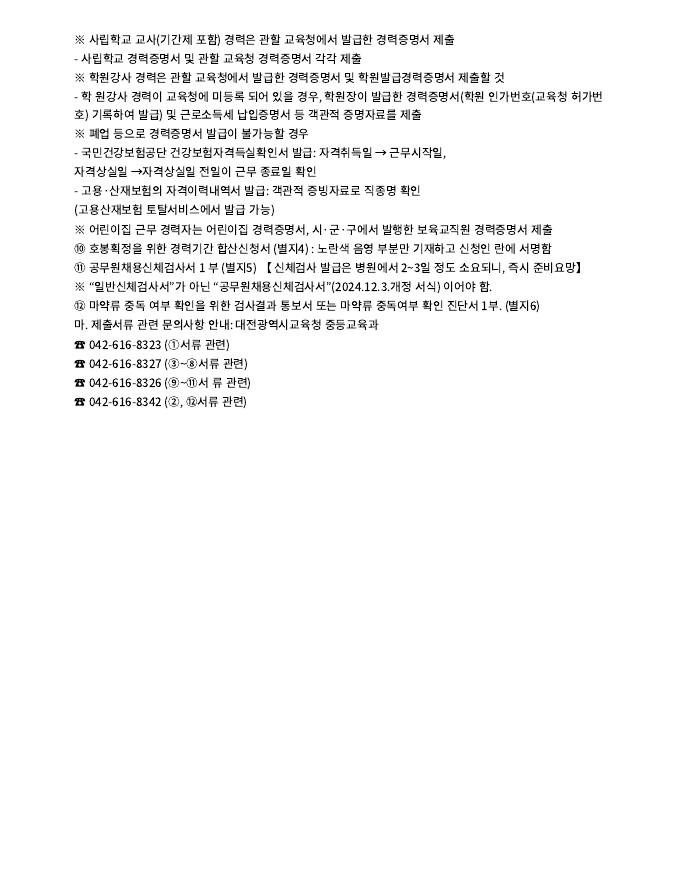 ※ 사립학교 교사(기간제 포함) 경력은 관할 교육청에서 발급한 경력증명서 제출
- 사립학교 경력증명서 및 관할 교육청 경력증명서 각각 제출
※ 학원강사 경력은 관할 교육청에서 발급한 경력증명서 및 학원발급경력증명서 제출할 것
- 학 원강사 경력이 교육청에 미등록 되어 있을 경우, 학원장이 발급한 경력증명서(학원 인가번호(교육청 허가번
호) 기록하여 발급) 및 근로소득세 납입증명서 등 객관적 증명자료를 제출
※ 폐업 등으로 경력증명서 발급이 불가능할 경우
- 국민건강보험공단 건강보험자격득실확인서 발급: 자격취득일 → 근무시작일,
자격상실일 →자격상실일 전일이 근무 종료일 확인
- 고용·산재보험의 자격이력내역서 발급: 객관적 증빙자료로 직종명 확인
(고용산재보험 토탈서비스에서 발급 가능)
※ 어린이집 근무 경력자는 어린이집 경력증명서, 시·군·구에서 발행한 보육교직원 경력증명서 제출
⑩ 호봉획정을 위한 경력기간 합산신청서 (별지4) : 노란색 음영 부분만 기재하고 신청인 란에 서명함
⑪ 공무원채용신체검사서 1 부 (별지5) 【 신체검사 발급은 병원에서 2~3일 정도 소요되니, 즉시 준비요망】
※ “일반신체검사서”가 아닌 “공무원채용신체검사서”(2024.12.3.개정 서식) 이어야 함.
⑫ 마약류 중독 여부 확인을 위한 검사결과 통보서 또는 마약류 중독여부 확인 진단서 1부. (별지6)
마. 제출서류 관련 문의사항 안내: 대전광역시교육청 중등교육과
☎ 042-616-8323 (①서류 관련)
☎ 042-616-8327 (③~⑧서류 관련)
☎ 042-616-8326 (⑨~⑪서 류 관련)
☎ 042-616-8342 (②, ⑫서류 관련)